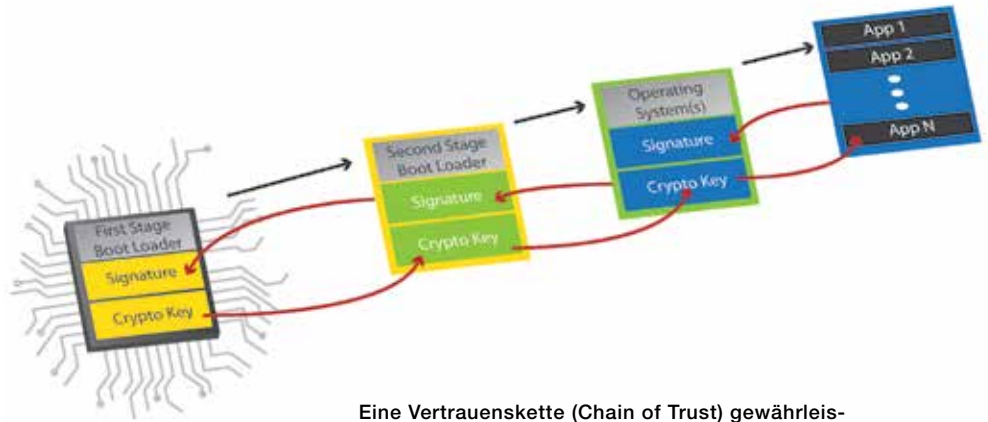 First Stage
Boot Loader
Signature
Crypto Key
Second Stage
Boot Loader
Signature
Crypto Key
Operating
System(s)
Signature
Crypto Key
App 1
App 2
App N
Eine Vertrauenskette (Chain of Trust) gewährleis-